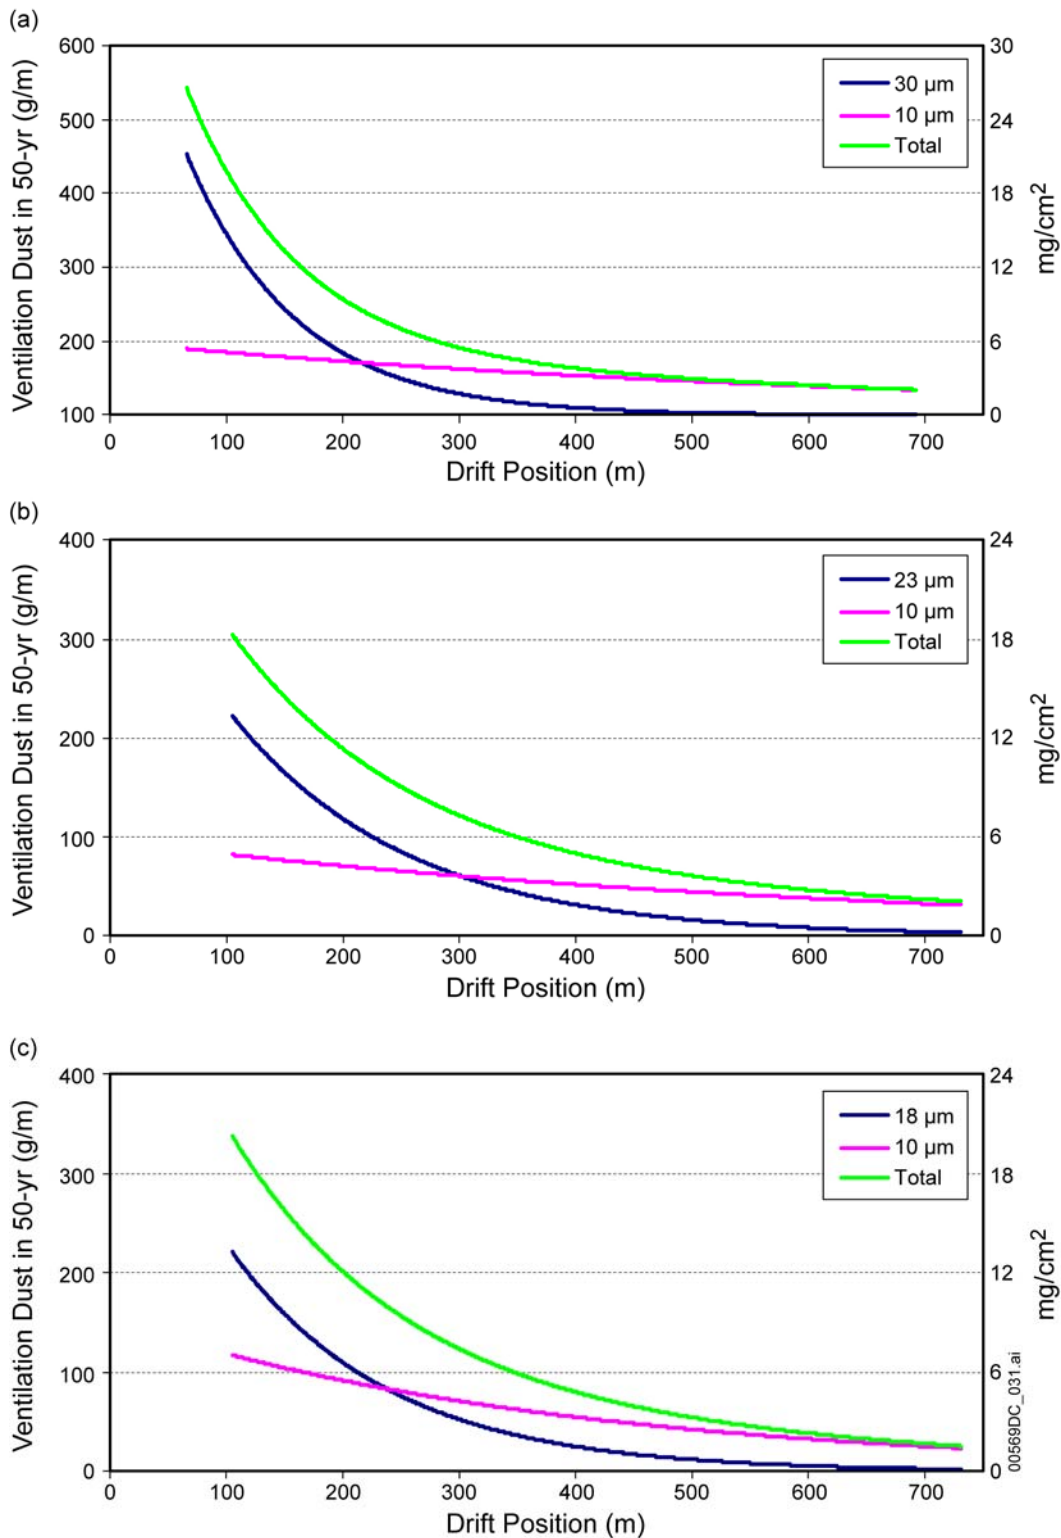 (a)
Ventilation Dust in 50-yr (g/m)
600
500
400
300
200
100
30
24
18
12
6
0
mg/cm²
30 µm
10 µm
Total
0 100 200 300 400 500 600 700
Drift Position (m)
(b)
Ventilation Dust in 50-yr (g/m)
400
300
200
100
0
24
18
12
6
0
mg/cm²
23 µm
10 µm
Total
0 100 200 300 400 500 600 700
Drift Position (m)
(c)
Ventilation Dust in 50-yr (g/m)
400
300
200
100
0
24
18
12
6
0
mg/cm²
18 µm
10 µm
Total
00569DC_031.ai
0 100 200 300 400 500 600 700
Drift Position (m)